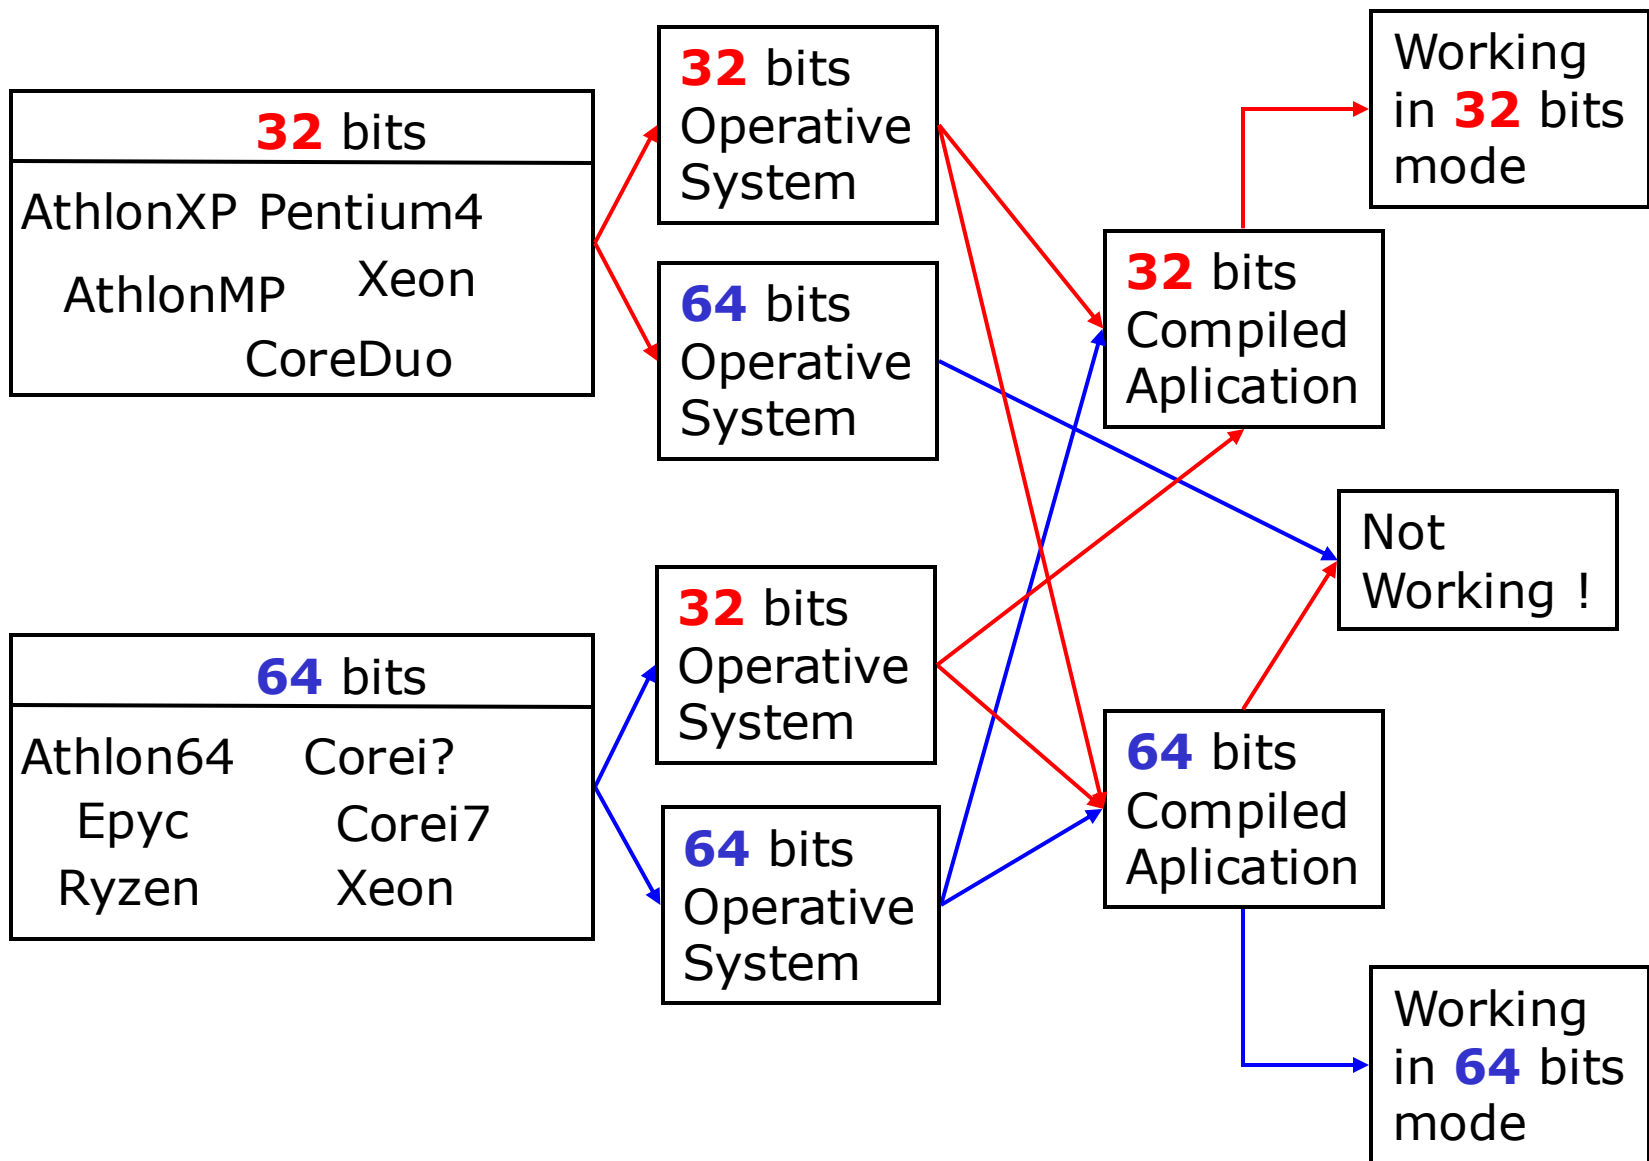 32 bits
AthlonXP Pentium4
AthlonMP Xeon
CoreDuo
64 bits
Athlon64 Corei?
Epyc Corei7
Ryzen Xeon
32 bits
Operative
System
64 bits
Operative
System
32 bits
Operative
System
64 bits
Operative
System
32 bits
Compiled
Aplication
64 bits
Compiled
Aplication
Working
in 32 bits
mode
Not
Working !
Working
in 64 bits
mode